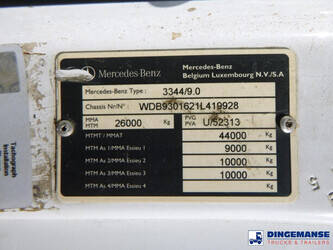 Mercedes-Benz
Mercedes-Benz
Belgium Luxembourg N.V./S.A
Mercedes-Benz Type : 3344/9.0
Chassis Nr/N° : WDB9301621L419928
MMA
MTM 26000 Kg PVG
PVA U/52313
MTMT / MMAT 44000 Kg
MTM As 1/MMA Essieu 1 9000 Kg
MTM As 2/MMA Essieu 2 10000 Kg
MTM As 3/MMA Essieu 3 10000 Kg
MTM As 4/MMA Essieu 4 Kg
Tachograph
Installation
DINGEMANSE
TRUCKS & TRAILERS